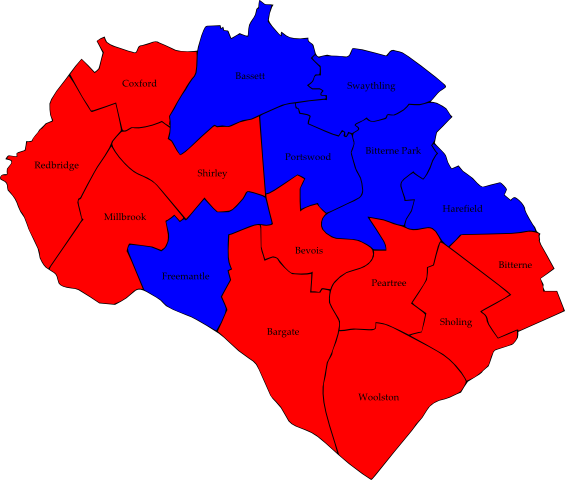 Bassett
Coxford
Swaythling
Portswood
Bitterne Park
Redbridge
Shirley
Harefield
Millbrook
Bevois
Bitterne
Freemantle
Peartree
Sholing
Bargate
Woolston